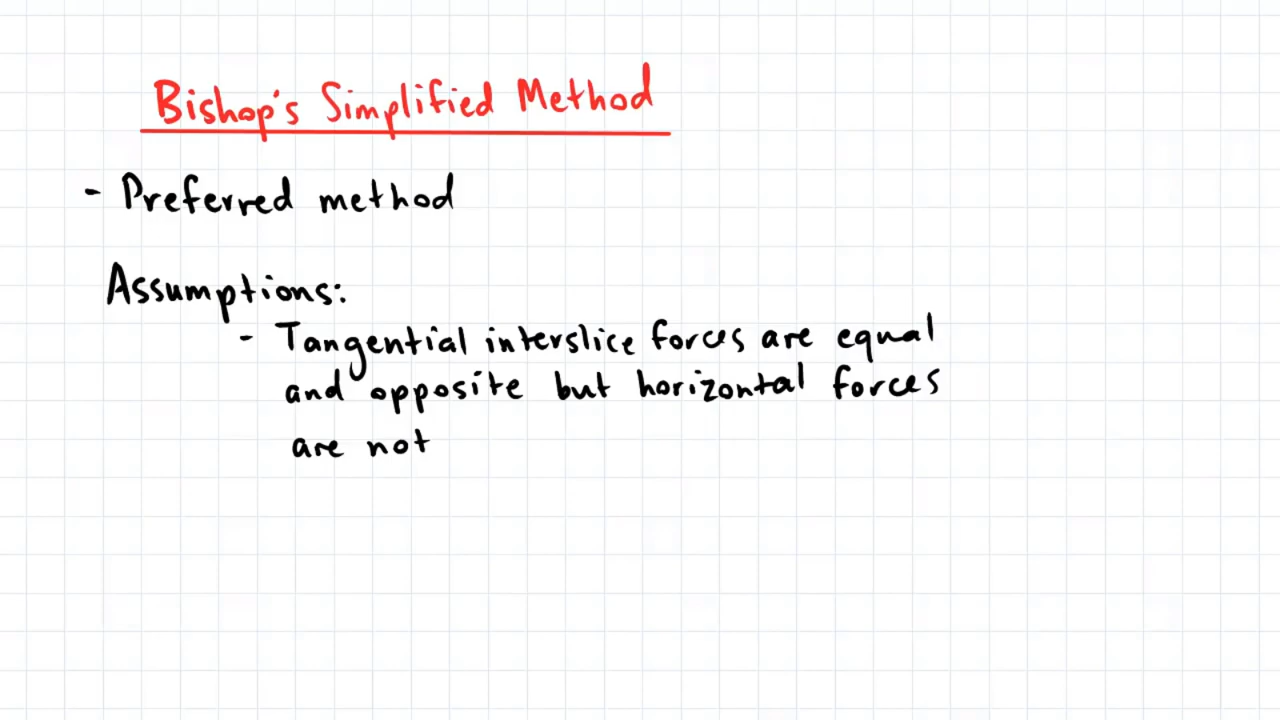 Bishop's Simplified Method
- Preferred method
Assumptions:
- Tangential interslice forces are equal
and opposite but horizontal forces
are not